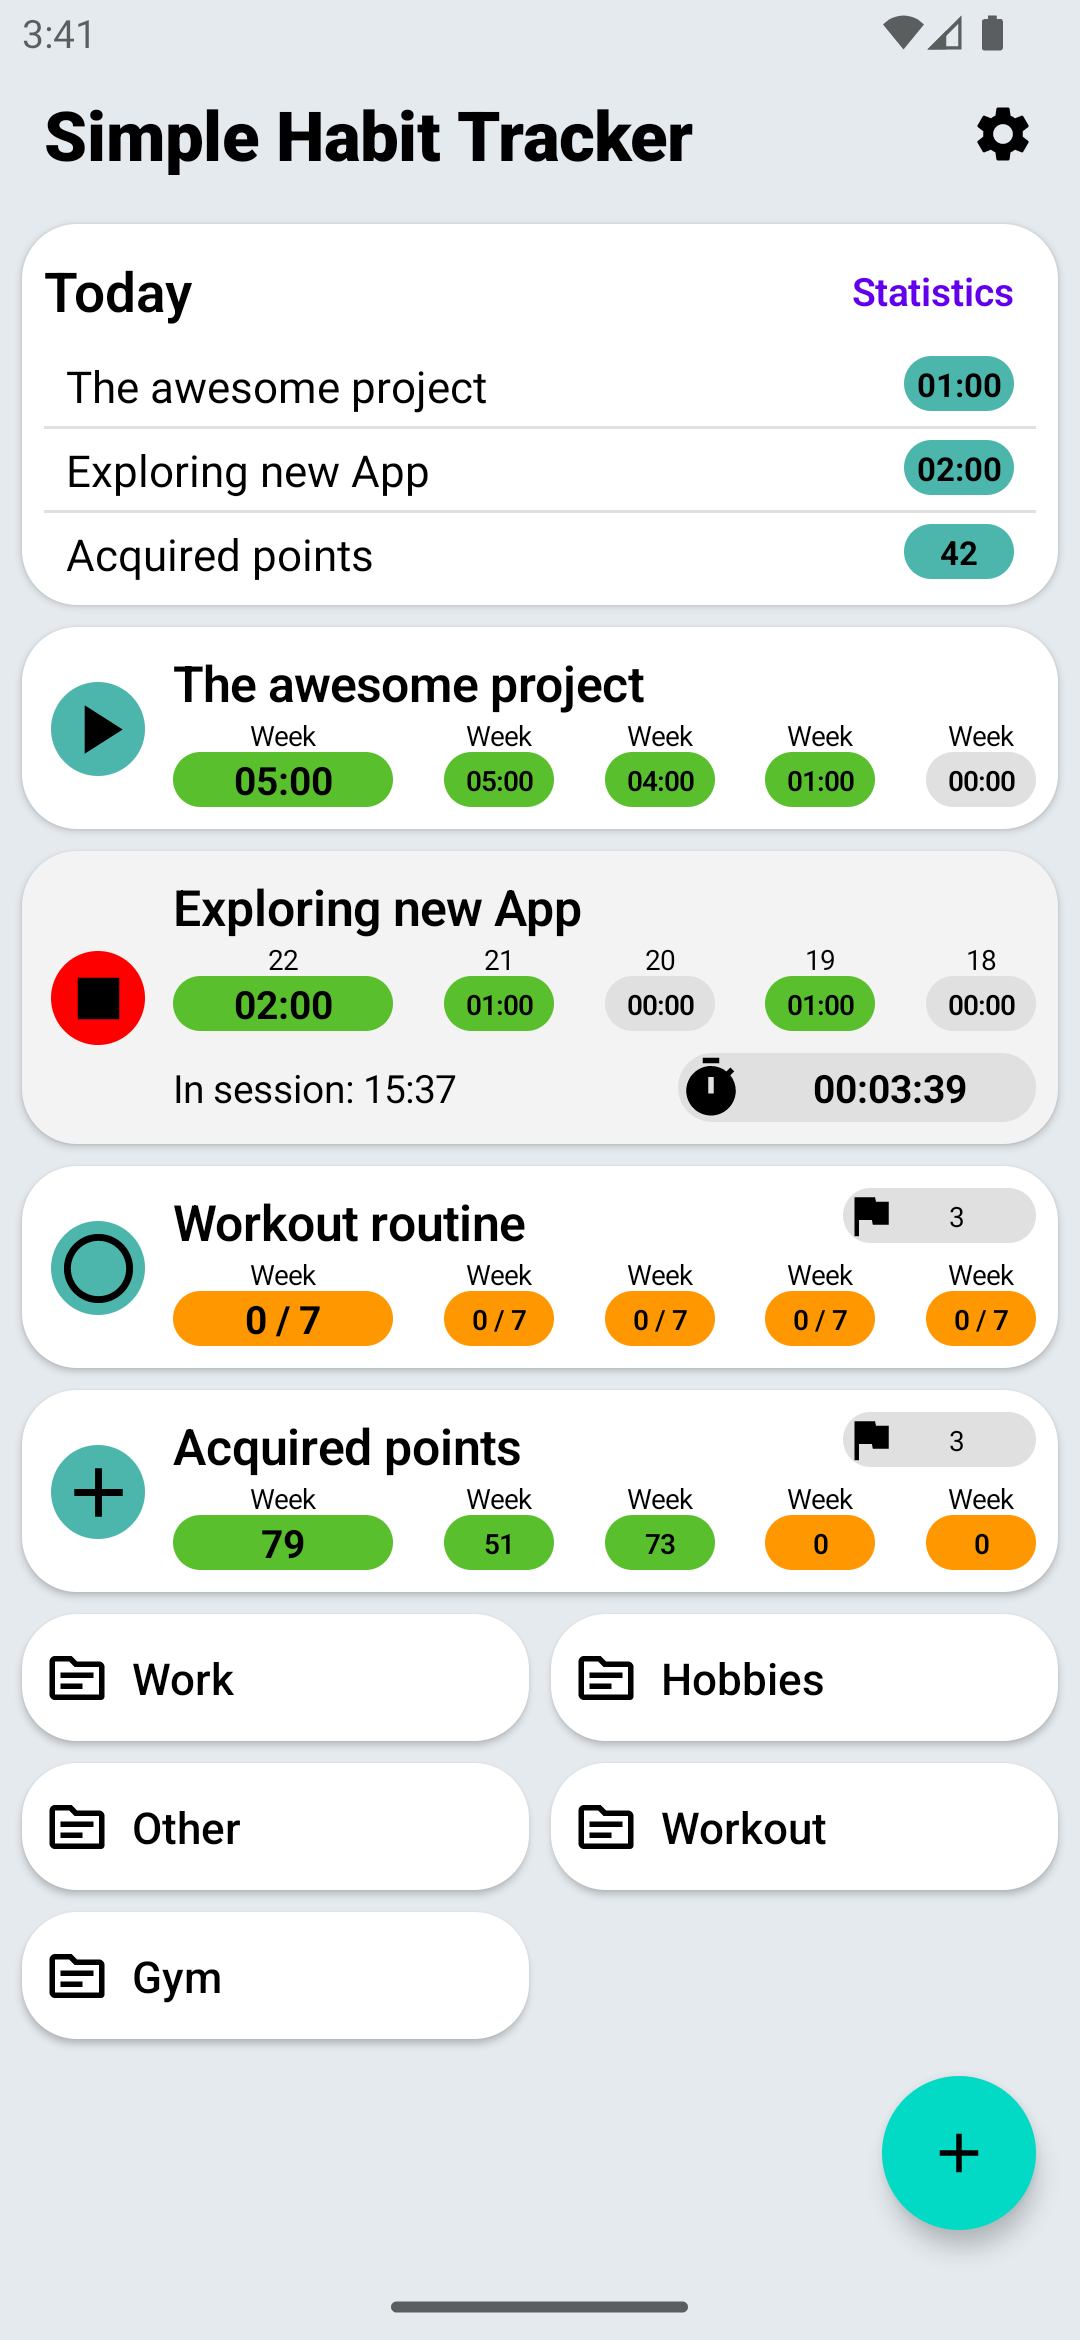 3:41
Simple Habit Tracker
Today
Statistics
The awesome project
01:00
Exploring new App
02:00
Acquired points
42
The awesome project
Week Week Week Week Week
05:00 05:00 04:00 01:00 00:00
Exploring new App
22 21 20 19 18
02:00 01:00 00:00 01:00 00:00
In session: 15:37
00:03:39
Workout routine
3
Week Week Week Week Week
0 / 7 0 / 7 0 / 7 0 / 7 0 / 7
Acquired points
3
Week Week Week Week Week
79 51 73 0 0
Work
Hobbies
Other
Workout
Gym